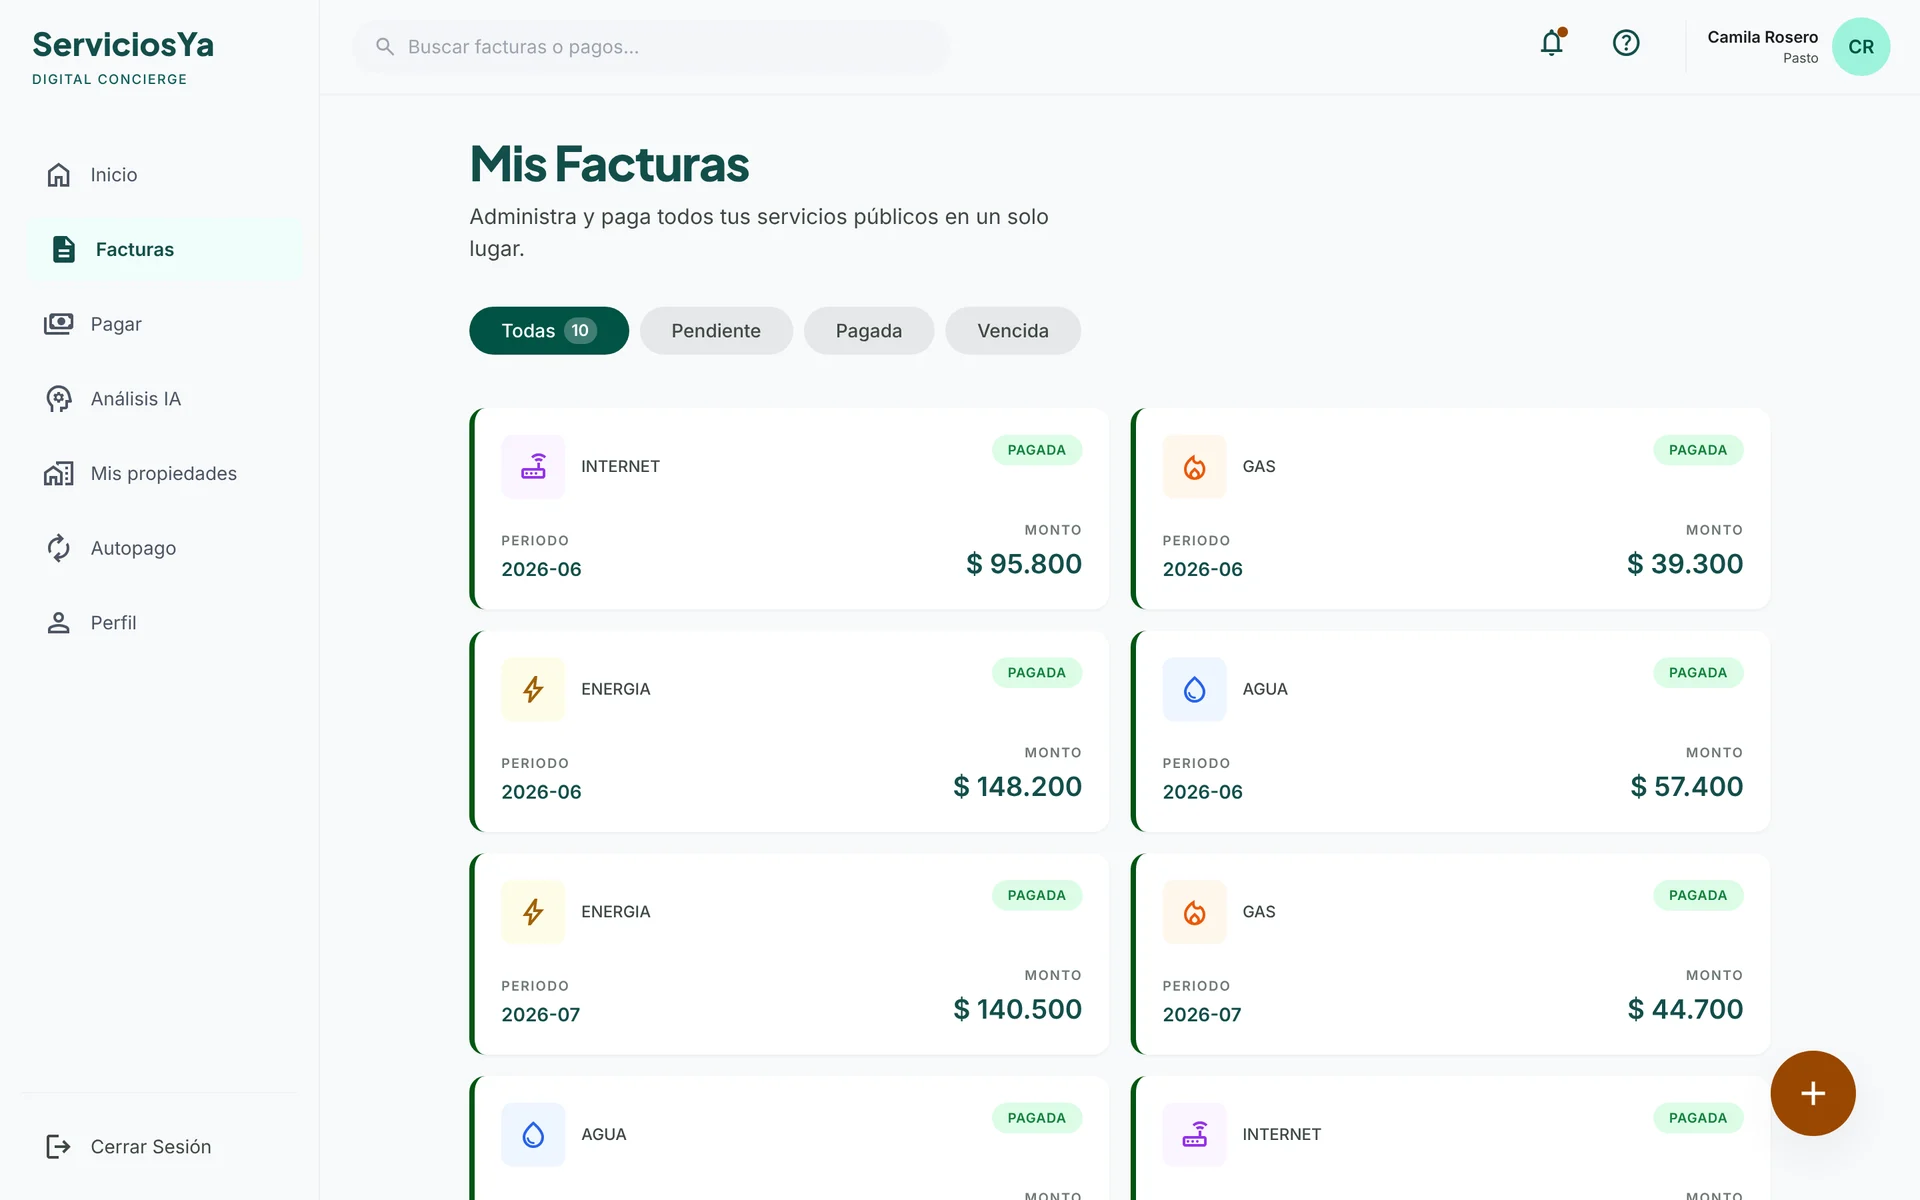 ServiciosYa
DIGITAL CONCIERGE
Inicio
Facturas
Pagar
Análisis IA
Mis propiedades
Autopago
Perfil
Cerrar Sesión
Buscar facturas o pagos...
Camila Rosero
Pasto
CR
Mis Facturas
Administra y paga todos tus servicios públicos en un solo
lugar.
Todas 10
Pendiente
Pagada
Vencida
INTERNET
PAGADA
PERIODO
2026-06
MONTO
$ 95.800
GAS
PAGADA
PERIODO
2026-06
MONTO
$ 39.300
ENERGIA
PAGADA
PERIODO
2026-06
MONTO
$ 148.200
AGUA
PAGADA
PERIODO
2026-06
MONTO
$ 57.400
ENERGIA
PAGADA
PERIODO
2026-07
MONTO
$ 140.500
GAS
PAGADA
PERIODO
2026-07
MONTO
$ 44.700
AGUA
PAGADA
MONTO
INTERNET
PAGADA
MONTO